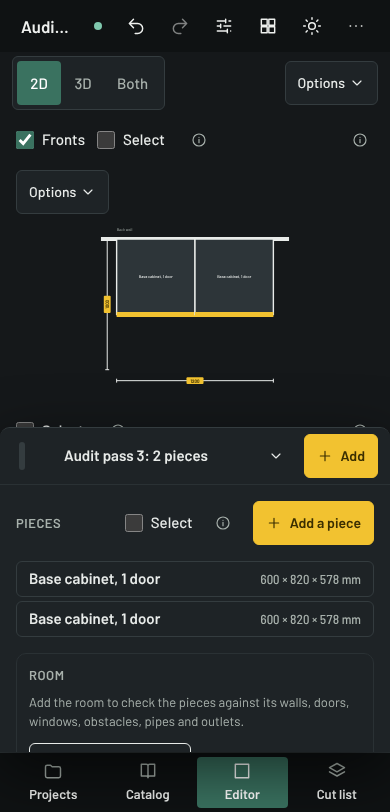 Audi...
2D
3D
Both
Options
Fronts
Select
Options
Back wall
Base cabinet, 1 door
Base cabinet, 1 door
1200
Audit pass 3: 2 pieces
Add
PIECES
Select
Add a piece
Base cabinet, 1 door
600 × 820 × 578 mm
Base cabinet, 1 door
600 × 820 × 578 mm
ROOM
Add the room to check the pieces against its walls, doors,
windows, obstacles, pipes and outlets.
Projects
Catalog
Editor
Cut list